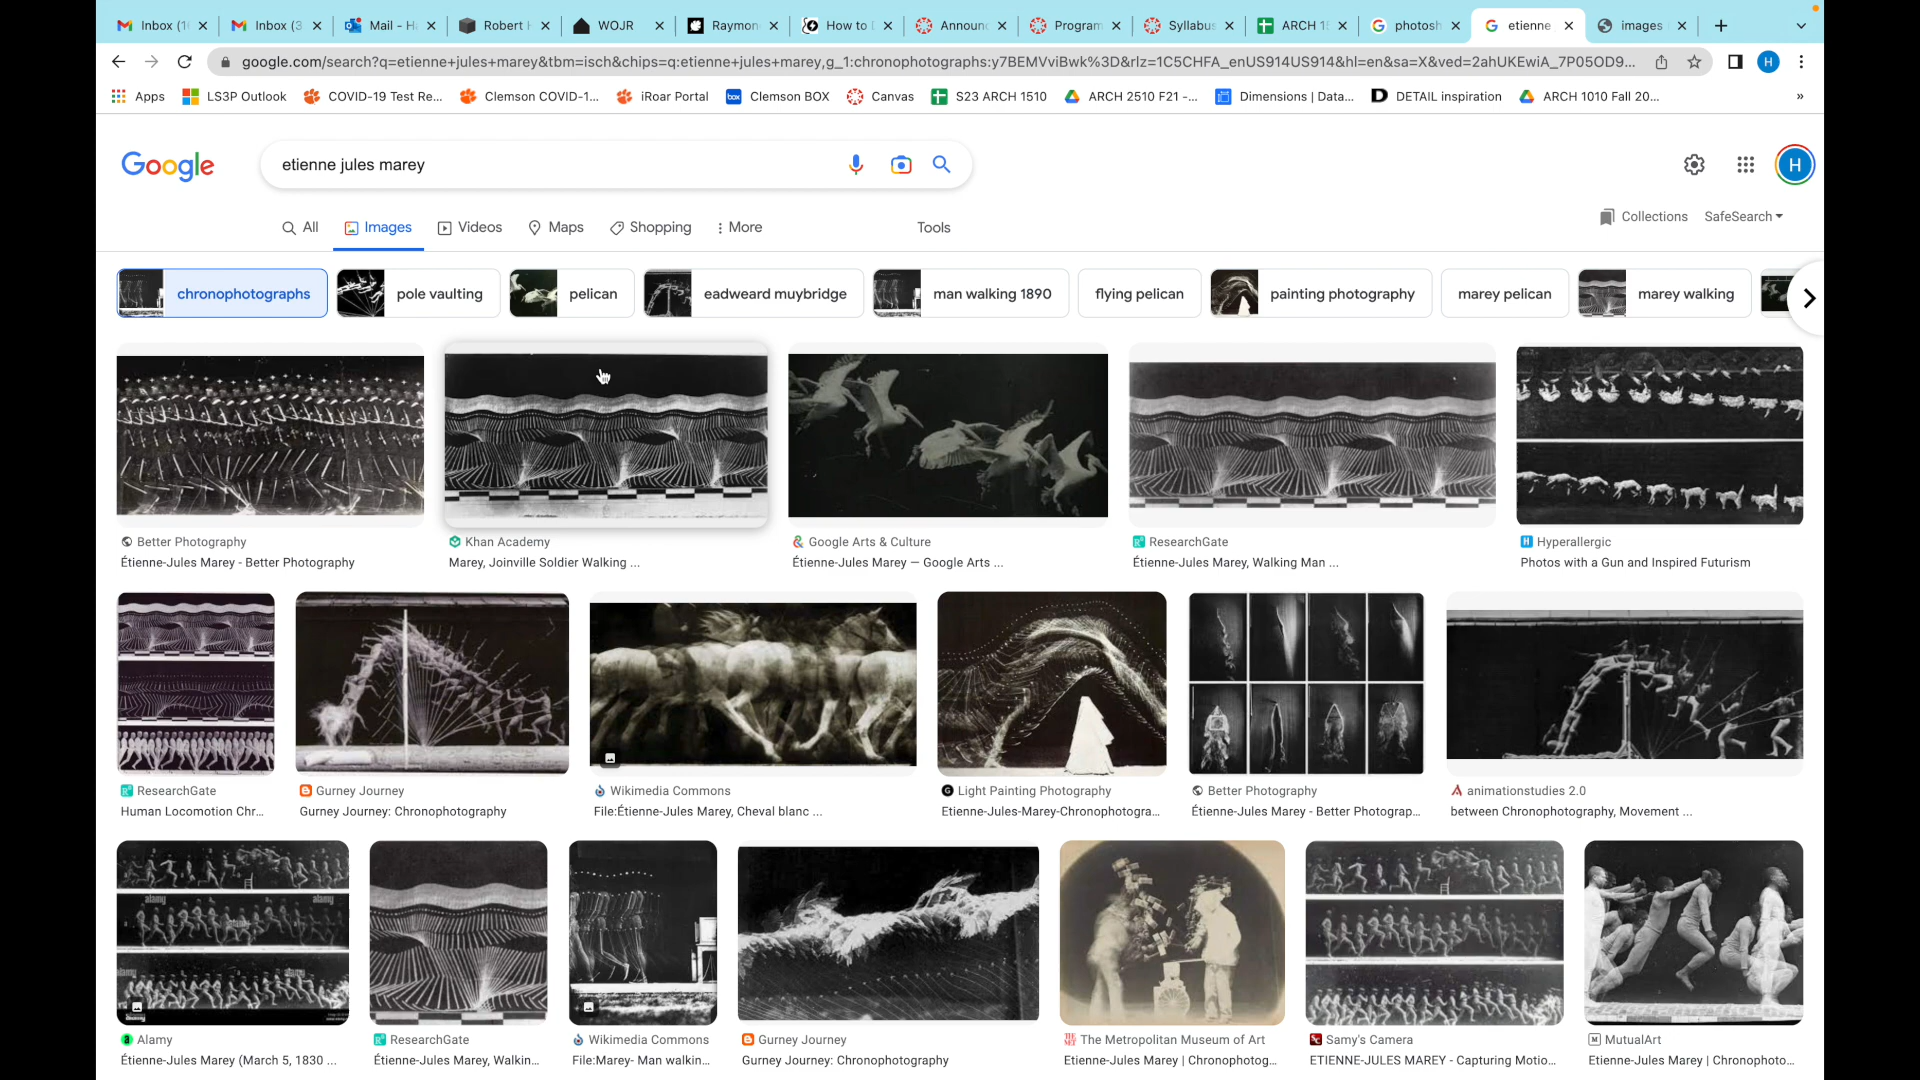 Inbox (1
Inbox (3
Mail - H
Robert H
WOJR
Raymon
How to
Announ
Program
Syllabus
ARCH 15
photosh
etienne
images
google.com/search?q=etienne+jules+marey&tbm=isch&chips=q:etienne+jules+marey,g_1:chronophotographs:y7BEMVviBwk%3D&rlz=1C5CHFA_enUS914US914&hl=en&sa=X&ved=2ahUKEwiA_7P05OD9...
H
Apps
LS3P Outlook
COVID-19 Test Re...
Clemson COVID-1...
iRoar Portal
box
Clemson BOX
Canvas
S23 ARCH 1510
ARCH 2510 F21 -...
Dimensions | Data...
D
DETAIL inspiration
ARCH 1010 Fall 20...
»
Google
etienne jules marey
H
All
Images
Videos
Maps
Shopping
More
Tools
Collections
SafeSearch
chronophotographs
pole vaulting
pelican
eadweard muybridge
man walking 1890
flying pelican
painting photography
marey pelican
marey walking
Better Photography
Étienne-Jules Marey - Better Photography
Khan Academy
Marey, Joinville Soldier Walking ...
Google Arts & Culture
Étienne-Jules Marey — Google Arts ...
ResearchGate
Étienne-Jules Marey, Walking Man ...
Hyperallergic
Photos with a Gun and Inspired Futurism
ResearchGate
Human Locomotion Chr...
Gurney Journey
Gurney Journey: Chronophotography
Wikimedia Commons
File:Étienne-Jules Marey, Cheval blanc ...
Light Painting Photography
Etienne-Jules-Marey-Chronophotogra...
Better Photography
Étienne-Jules Marey - Better Photograp...
animationstudies 2.0
between Chronophotography, Movement ...
alamy
alamy
Alamy
Étienne-Jules Marey (March 5, 1830 ...
ResearchGate
Étienne-Jules Marey, Walkin...
Wikimedia Commons
File:Marey- Man walkin...
Gurney Journey
Gurney Journey: Chronophotography
The Metropolitan Museum of Art
Etienne-Jules Marey | Chronophotog...
Samy's Camera
ETIENNE-JULES MAREY - Capturing Motio...
MutualArt
Etienne-Jules Marey | Chronophoto...